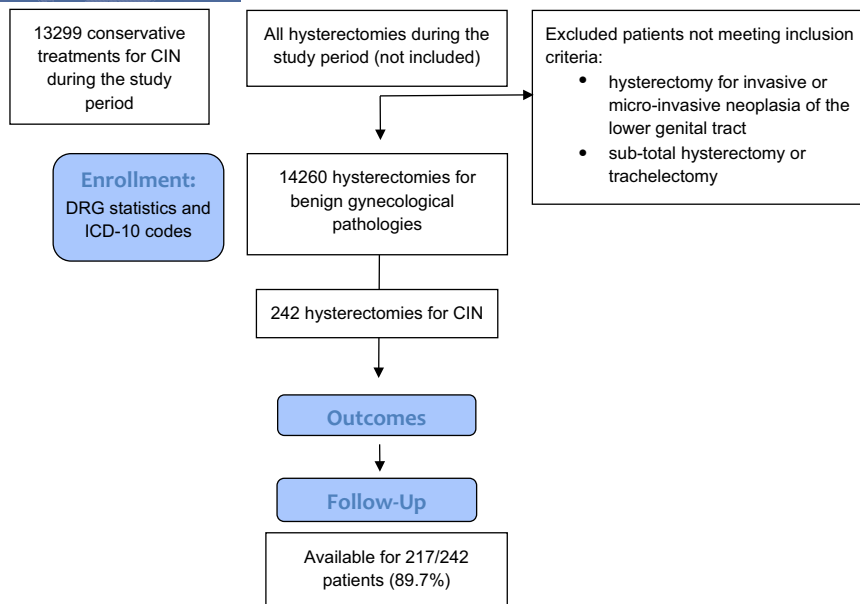 13299 conservative
treatments for CIN
during the study
period
All hysterectomies during the
study period (not included)
Excluded patients not meeting inclusion
criteria:
• hysterectomy for invasive or
micro-invasive neoplasia of the
lower genital tract
• sub-total hysterectomy or
trachelectomy
Enrollment:
DRG statistics and
ICD-10 codes
14260 hysterectomies for
benign gynecological
pathologies
242 hysterectomies for CIN
Outcomes
Follow-Up
Available for 217/242
patients (89.7%)